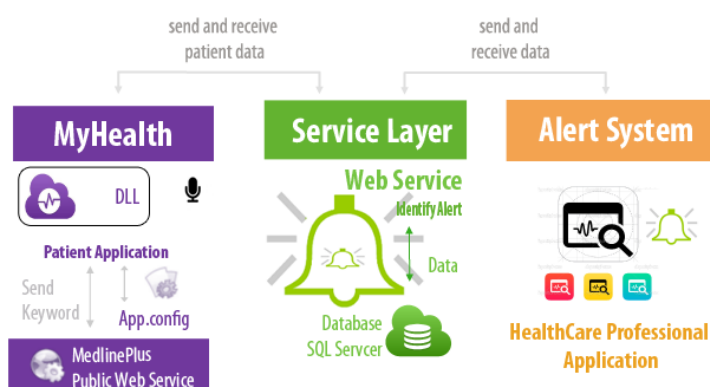 send and receive
patient data
send and
receive data
MyHealth
Service Layer
Alert System
DLL
Patient Application
Send
Keyword
App.config
MedlinePlus
Public Web Service
Web Service
Identify Alert
Data
Database
SQL Servcer
HealthCare Professional
Application